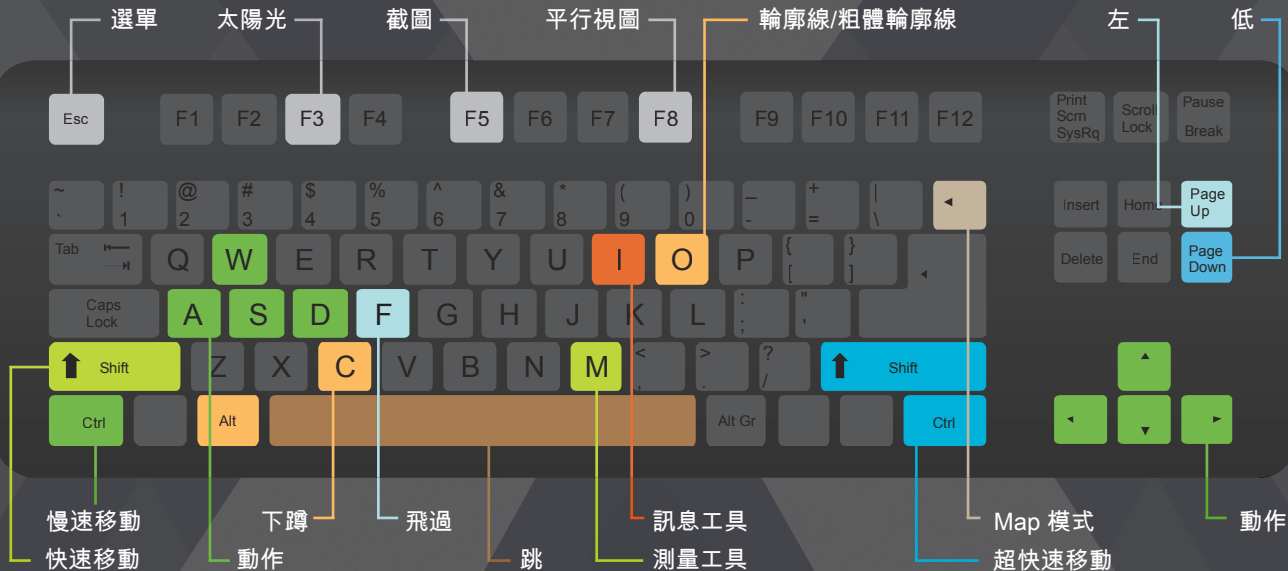 選單 太陽光 截圖 平行視圖 輪廓線/粗體輪廓線 左 低
Esc F1 F2 F3 F4 F5 F6 F7 F8 F9 F10 F11 F12 Print Scrn SysRq Scroll Lock Pause Break
~ ! @ # $ % ^ & * ( ) _ + |
` 1 2 3 4 5 6 7 8 9 0 - = \ Insert Home Page Up
Tab Q W E R T Y U I O P { [ } ] Delete End Page Down
Caps Lock A S D F G H J K L : ; " '
Shift Z X C V B N M < , > . ? / Shift
Ctrl Alt Alt Gr Ctrl
慢速移動 下蹲 飛過 訊息工具 Map 模式 動作
快速移動 動作 跳 測量工具 超快速移動